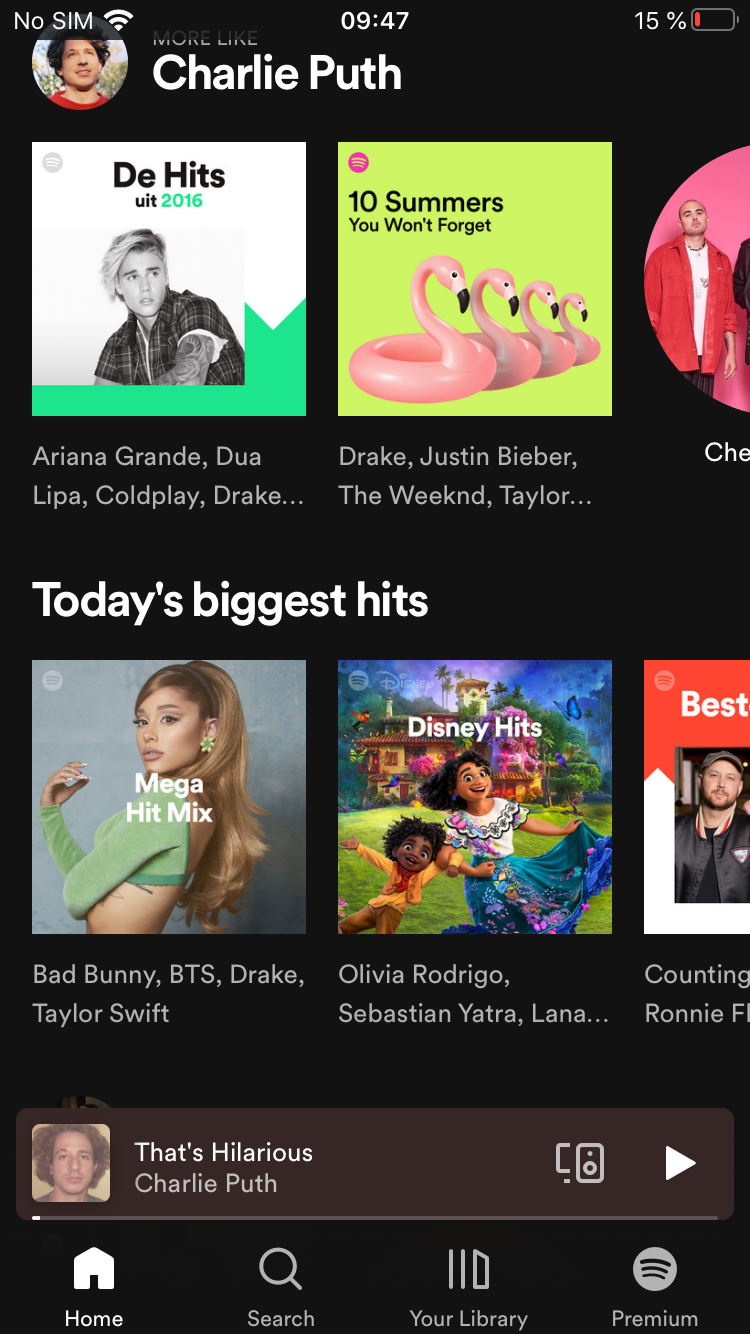 No SIM 09:47 15 %
MORE LIKE
Charlie Puth
De Hits
uit 2016
10 Summers
You Won't Forget
Ariana Grande, Dua
Lipa, Coldplay, Drake...
Drake, Justin Bieber,
The Weeknd, Taylor...
Che
Today's biggest hits
Mega
Hit Mix
Disney
Disney Hits
Best
Bad Bunny, BTS, Drake,
Taylor Swift
Olivia Rodrigo,
Sebastian Yatra, Lana...
Counting
Ronnie Fl
That's Hilarious
Charlie Puth
Home
Search
Your Library
Premium